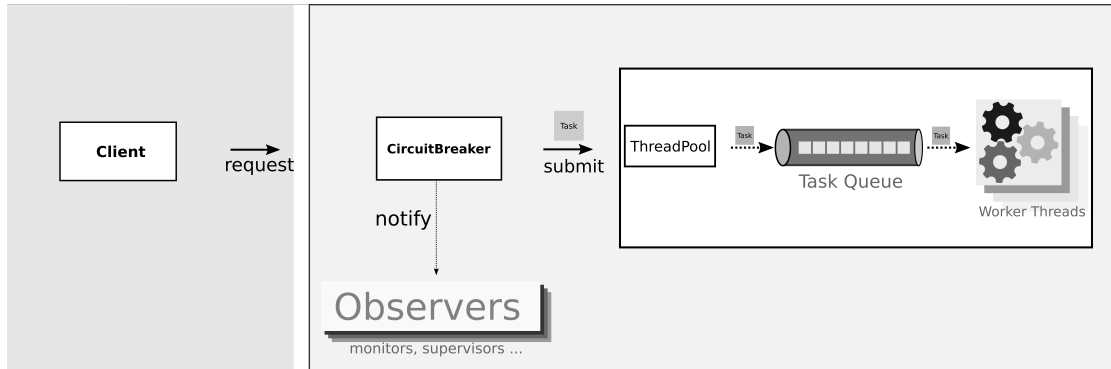 Client
request
CircuitBreaker
notify
Task
submit
ThreadPool
Task
Task Queue
Task
Worker Threads
Observers
monitors, supervisors ...